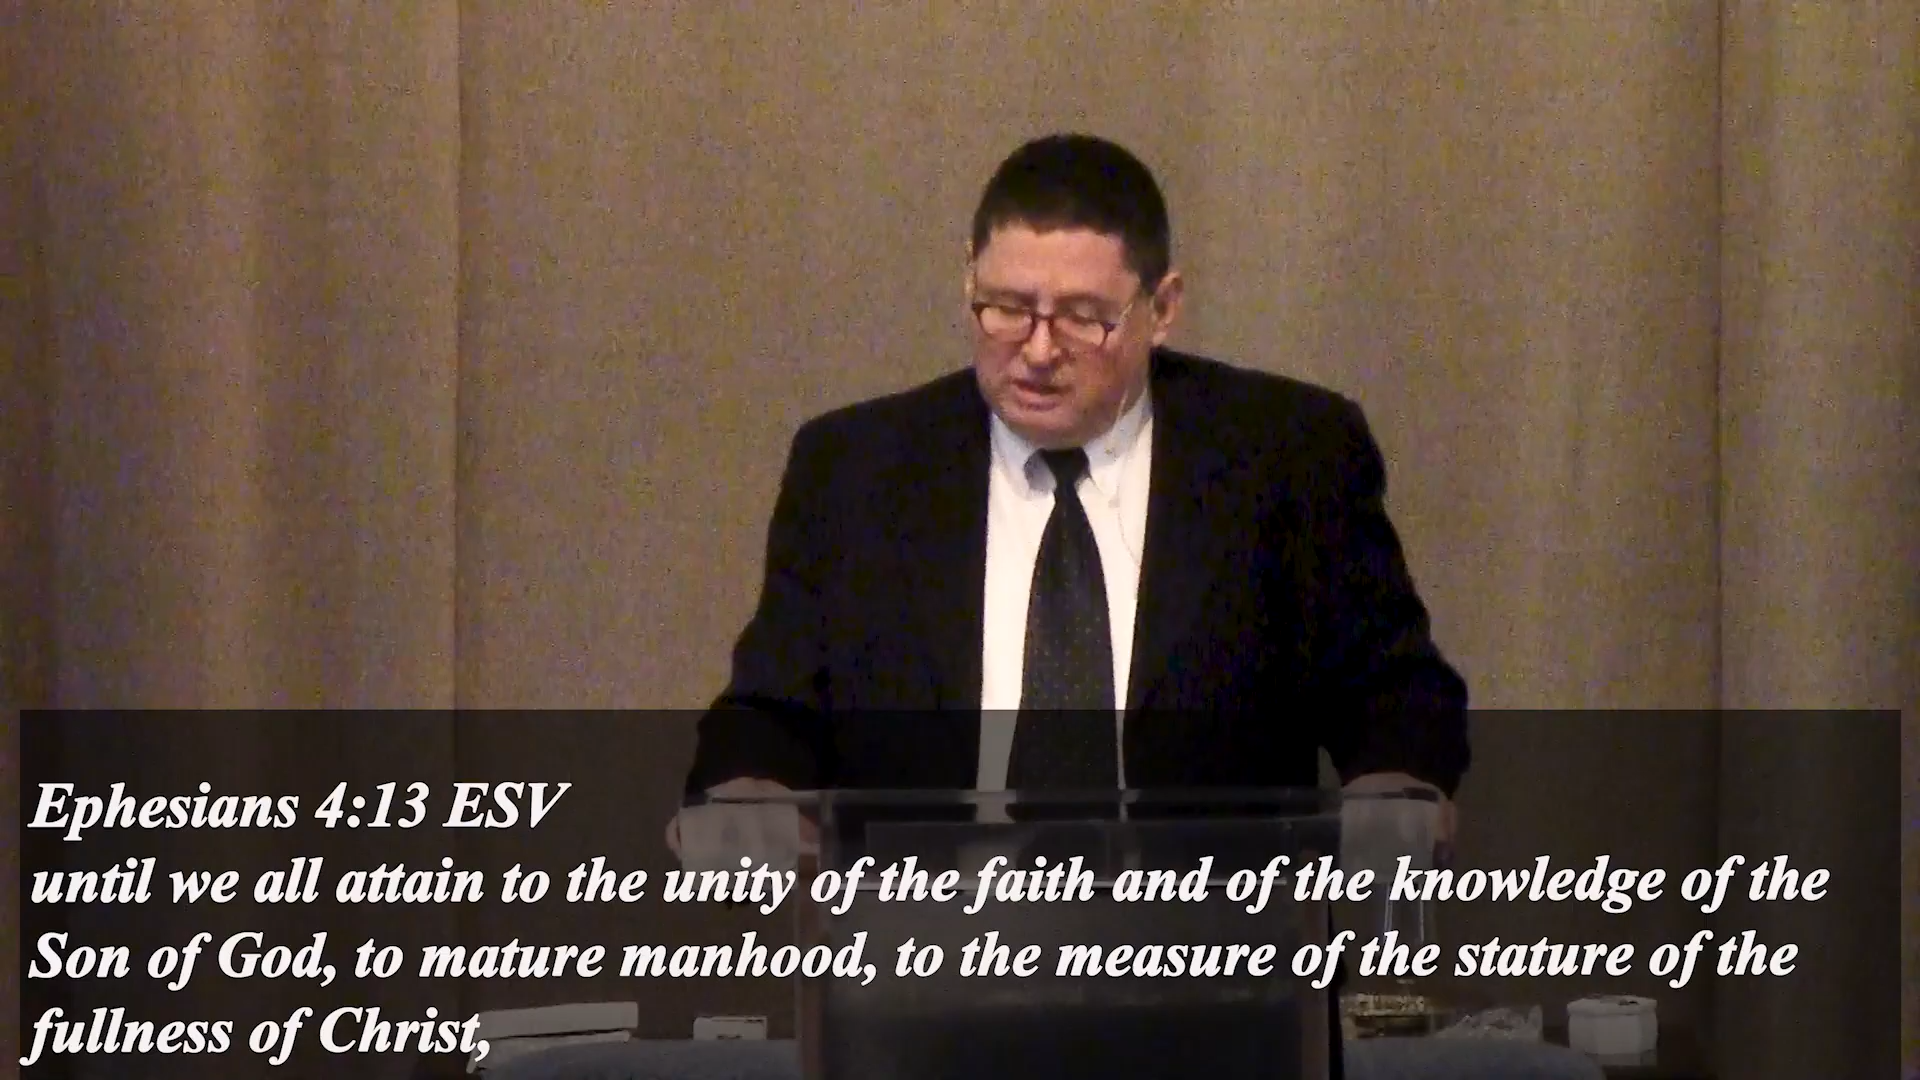 Ephesians 4:13 ESV
until we all attain to the unity of the faith and of the knowledge of the
Son of God, to mature manhood, to the measure of the stature of the
fullness of Christ,